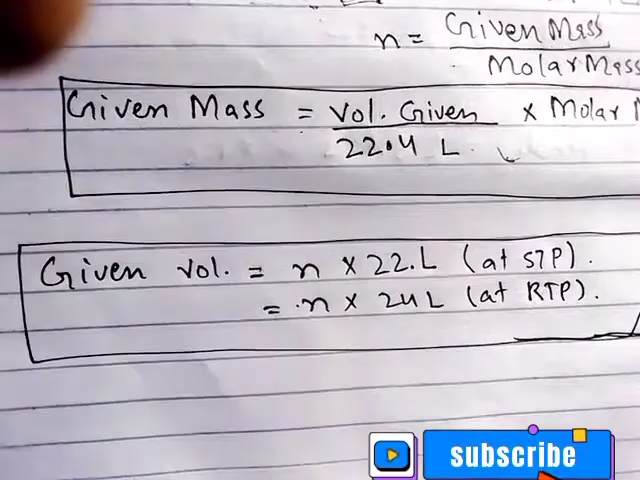 n = Given Mass
Molar Mass
Given Mass = Vol. Given × Molar
22.4 L.
Given vol. = n × 22.L (at STP).
= .n × 24L (at RTP).
subscribe